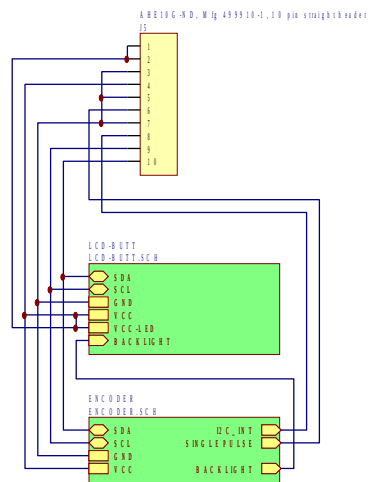 AHE10G-ND, Mfg 499910-1, 10 pin straight header
J5
1
2
3
4
5
6
7
8
9
10
LCD-BUTT
LCD-BUTT.SCH
SDA
SCL
GND
VCC
VCC-LED
BACKLIGHT
ENCODER
ENCODER.SCH
SDA I2C_INT
SCL SINGLEPULSE
GND
VCC BACKLIGHT